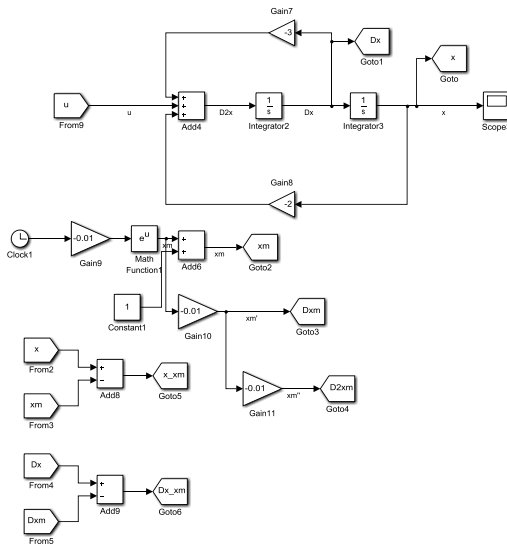 Gain7
-3
Dx
Goto1
x
Goto
u
From9
u
+
+
+
Add4
D2x
1
s
Integrator2
Dx
1
s
Integrator3
x
Scope
Gain8
-2
Clock1
-0.01
Gain9
e^u
Math
Function1
xm
+
+
Add6
xm
xm
Goto2
1
Constant1
-0.01
Gain10
xm'
Dxm
Goto3
-0.01
Gain11
xm''
D2xm
Goto4
x
From2
xm
From3
+
−
Add8
x_xm
Goto5
Dx
From4
Dxm
From5
+
−
Add9
Dx_xm
Goto6